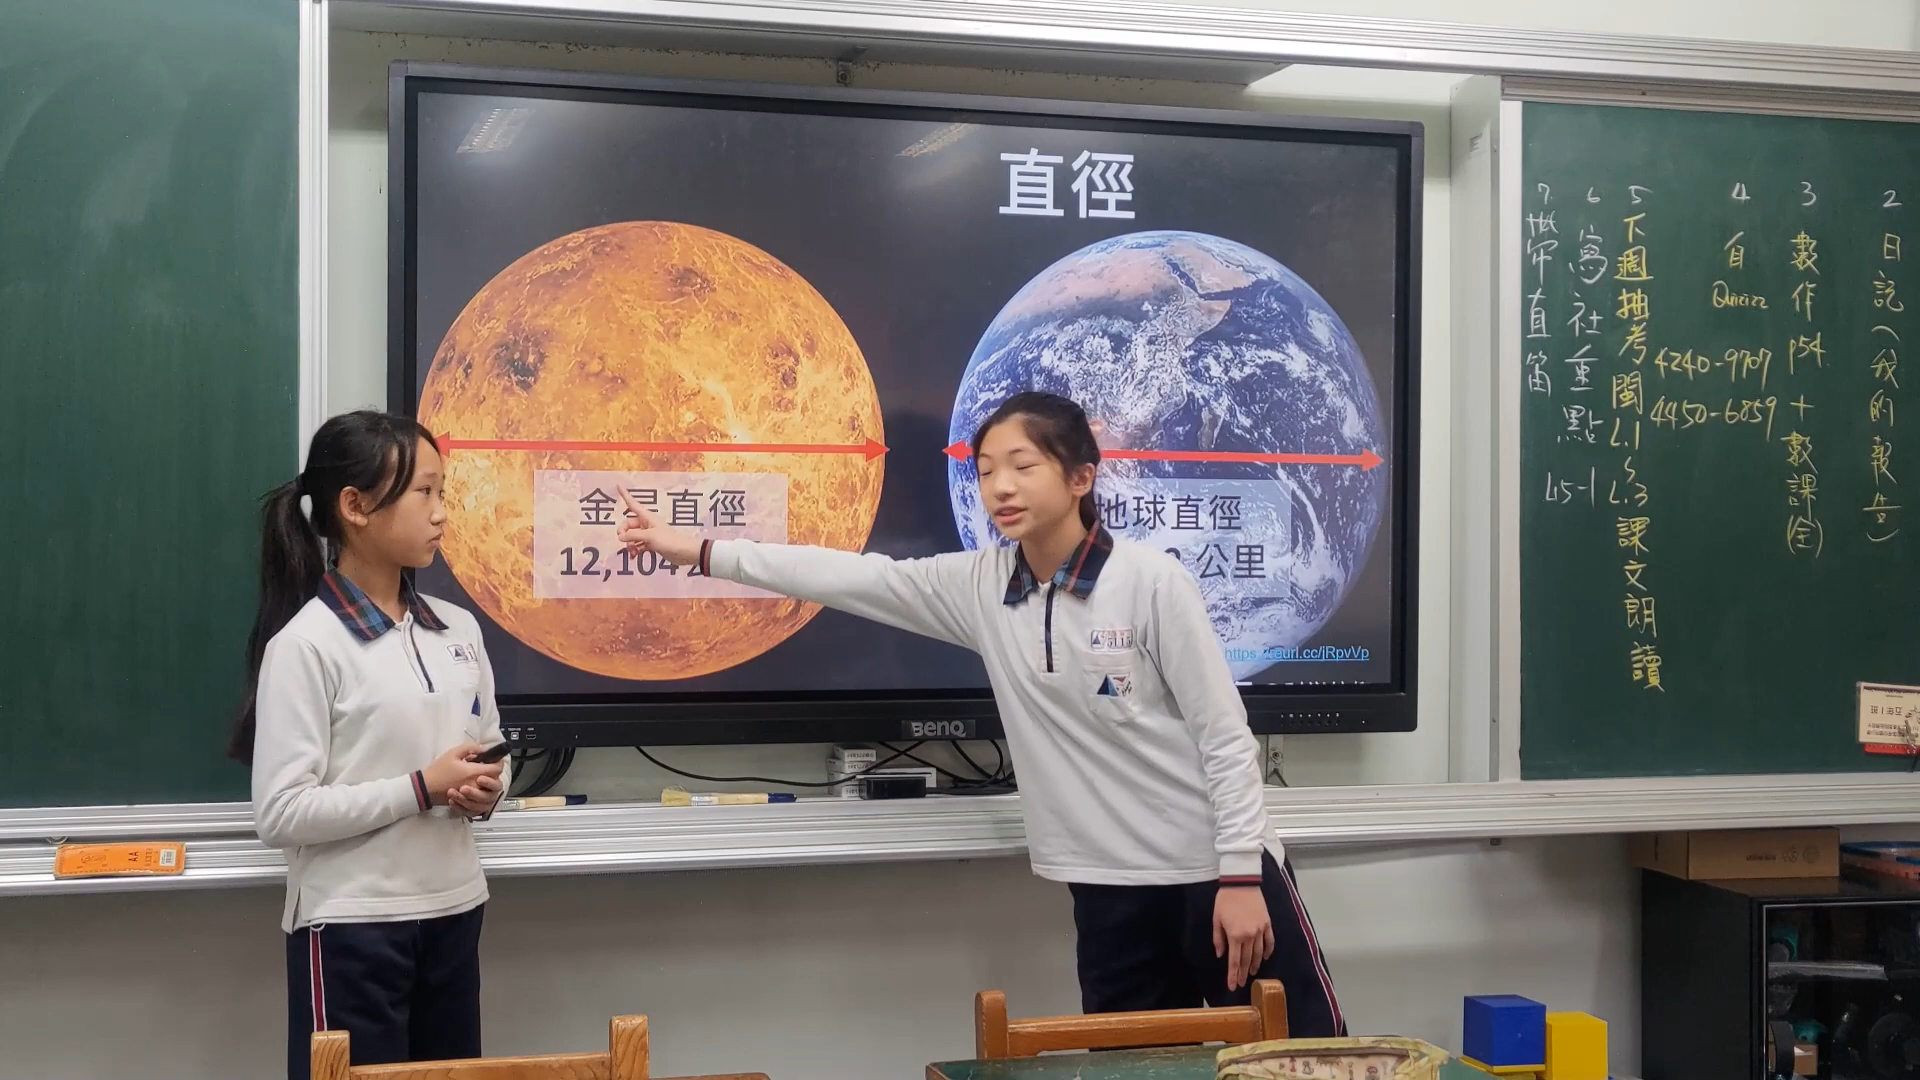 直徑
金星直徑
12,104
地球直徑
公里
https://reurl.cc/jRpvVp
BenQ
2 日記(我的報告)
3 數作 p54 + 數課(全)
4 自 Quizizz
4240-9707
4450-6859
5 下週抽考閩 L1~L3 課文朗讀
6 寫社重點 L5-1
7 帶直笛